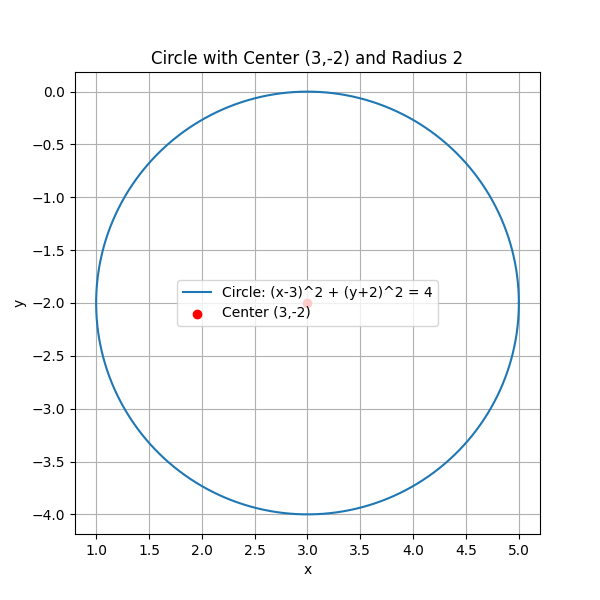 Circle with Center (3,-2) and Radius 2
0.0
−0.5
−1.0
−1.5
−2.0
−2.5
−3.0
−3.5
−4.0
y
Circle: (x-3)^2 + (y+2)^2 = 4
Center (3,-2)
1.0 1.5 2.0 2.5 3.0 3.5 4.0 4.5 5.0
x